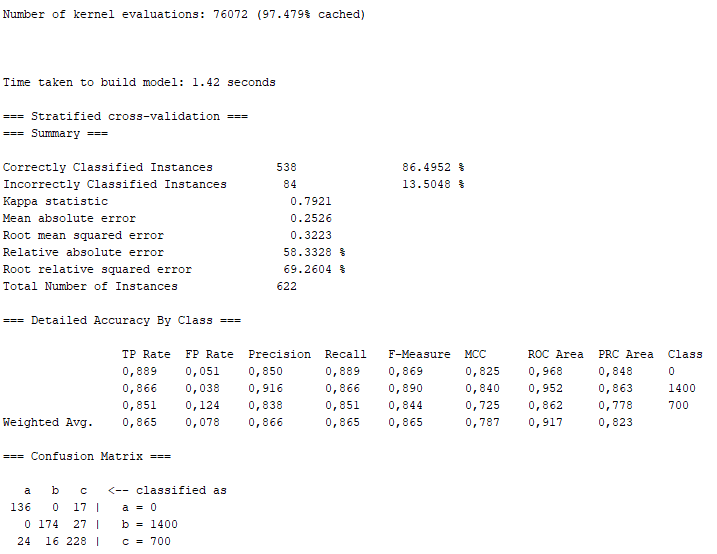 Number of kernel evaluations: 76072 (97.479% cached)
Time taken to build model: 1.42 seconds
=== Stratified cross-validation ===
=== Summary ===
Correctly Classified Instances 538 86.4952 %
Incorrectly Classified Instances 84 13.5048 %
Kappa statistic 0.7921
Mean absolute error 0.2526
Root mean squared error 0.3223
Relative absolute error 58.3328 %
Root relative squared error 69.2604 %
Total Number of Instances 622
=== Detailed Accuracy By Class ===
TP Rate FP Rate Precision Recall F-Measure MCC ROC Area PRC Area Class
0,889 0,051 0,850 0,889 0,869 0,825 0,968 0,848 0
0,866 0,038 0,916 0,866 0,890 0,840 0,952 0,863 1400
0,851 0,124 0,838 0,851 0,844 0,725 0,862 0,778 700
Weighted Avg. 0,865 0,078 0,866 0,865 0,865 0,787 0,917 0,823
=== Confusion Matrix ===
a b c <-- classified as
136 0 17 | a = 0
0 174 27 | b = 1400
24 16 228 | c = 700